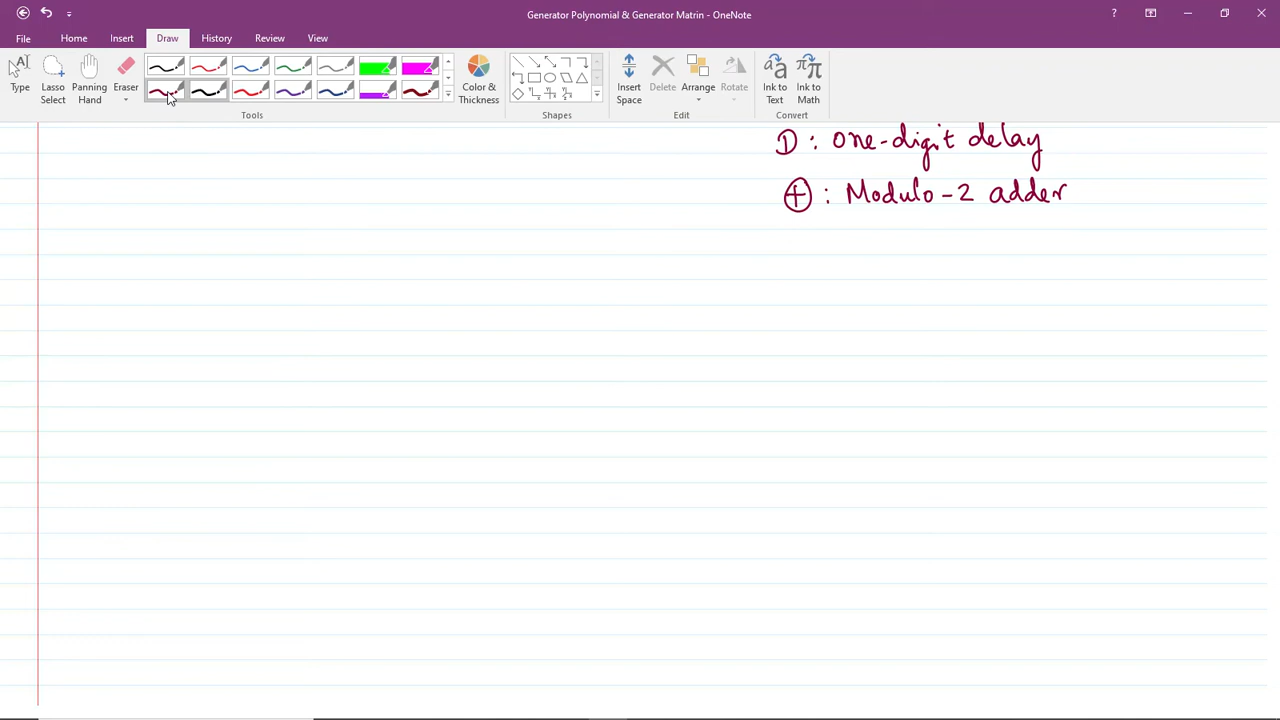 Generator Polynomial & Generator Matrin - OneNote
?
File Home Insert Draw History Review View
Type Lasso Select Panning Hand Eraser Color & Thickness Insert Space Delete Arrange Rotate Ink to Text Ink to Math
Tools Shapes Edit Convert
D : One-digit delay
⊕ : Modulo-2 adder